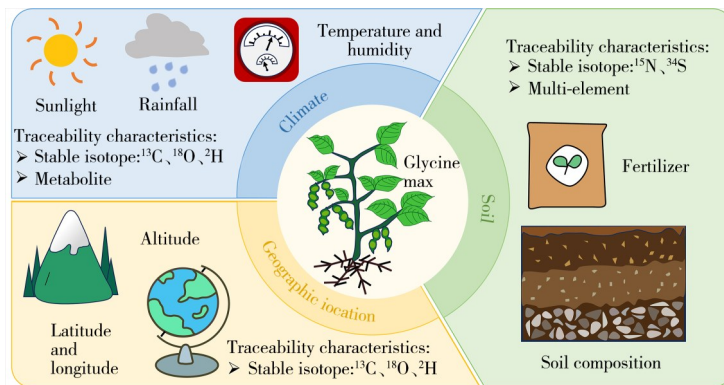 Temperature and
humidity
Sunlight
Rainfall
Traceability characteristics:
➢ Stable isotope:¹³C、¹⁸O、²H
➢ Metabolite
Climate
Traceability characteristics:
➢ Stable isotope:¹⁵N、³⁴S
➢ Multi-element
Fertilizer
Soil composition
Soil
Glycine
max
Altitude
Latitude
and
longitude
Geographic iocation
Traceability characteristics:
➢ Stable isotope:¹³C、¹⁸O、²H